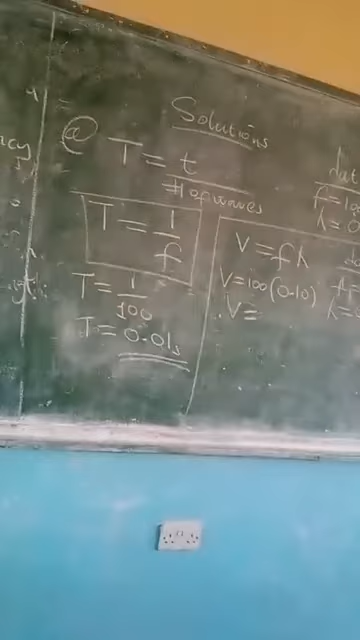 Solutions
@ T = t
# of waves
T = 1
f
T = 1
100
T = 0.01s
V = fλ
V = 100 (0.10)
V =
f = 10
λ = 0